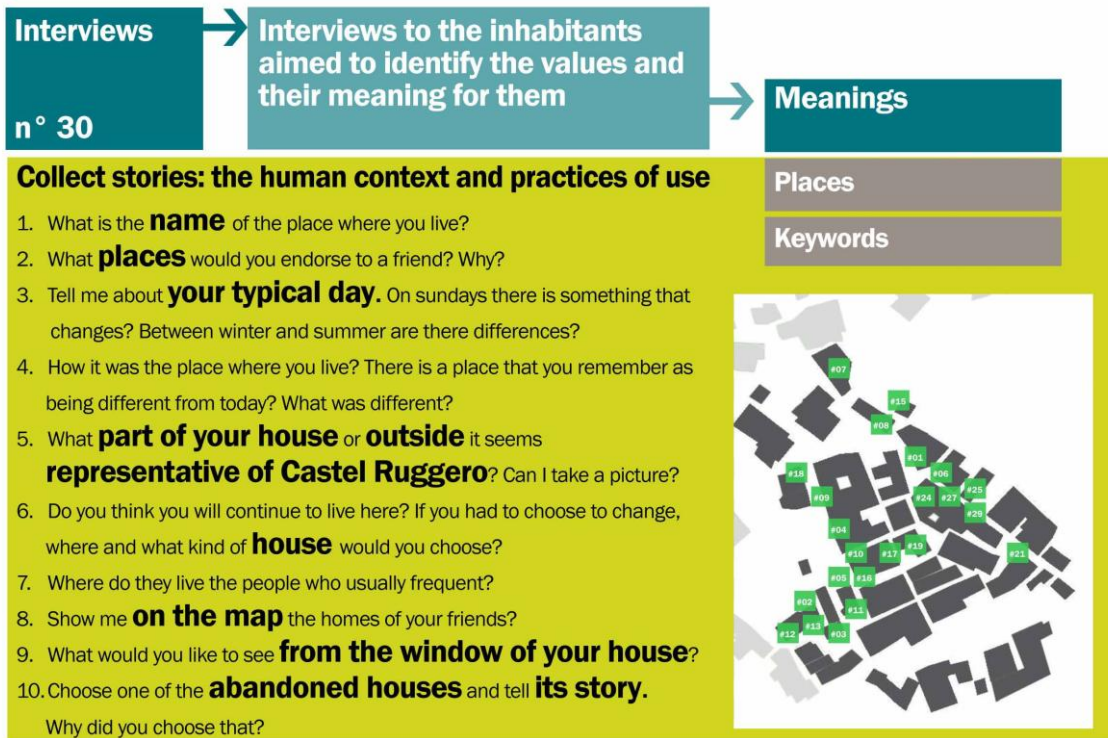 Interviews
n° 30
Interviews to the inhabitants
aimed to identify the values and
their meaning for them
Meanings
Places
Keywords
Collect stories: the human context and practices of use
1. What is the name of the place where you live?
2. What places would you endorse to a friend? Why?
3. Tell me about your typical day. On sundays there is something that
changes? Between winter and summer are there differences?
4. How it was the place where you live? There is a place that you remember as
being different from today? What was different?
5. What part of your house or outside it seems
representative of Castel Ruggero? Can I take a picture?
6. Do you think you will continue to live here? If you had to choose to change,
where and what kind of house would you choose?
7. Where do they live the people who usually frequent?
8. Show me on the map the homes of your friends?
9. What would you like to see from the window of your house?
10. Choose one of the abandoned houses and tell its story.
Why did you choose that?
#07
#15
#08
#01
#18
#06
#09
#24
#27
#25
#29
#04
#10
#17
#19
#21
#05
#16
#02
#11
#12
#13
#03